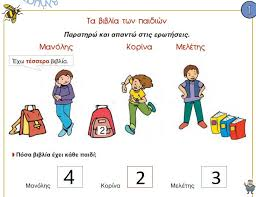 1
Τα βιβλία των παιδιών
Παρατηρώ και απαντώ στις ερωτήσεις.
Μανόλης Κορίνα Μελέτης
Έχω τέσσερα βιβλία.
2
Πόσα βιβλία έχει κάθε παιδί;
Μανόλης 4 Κορίνα 2 Μελέτης 3